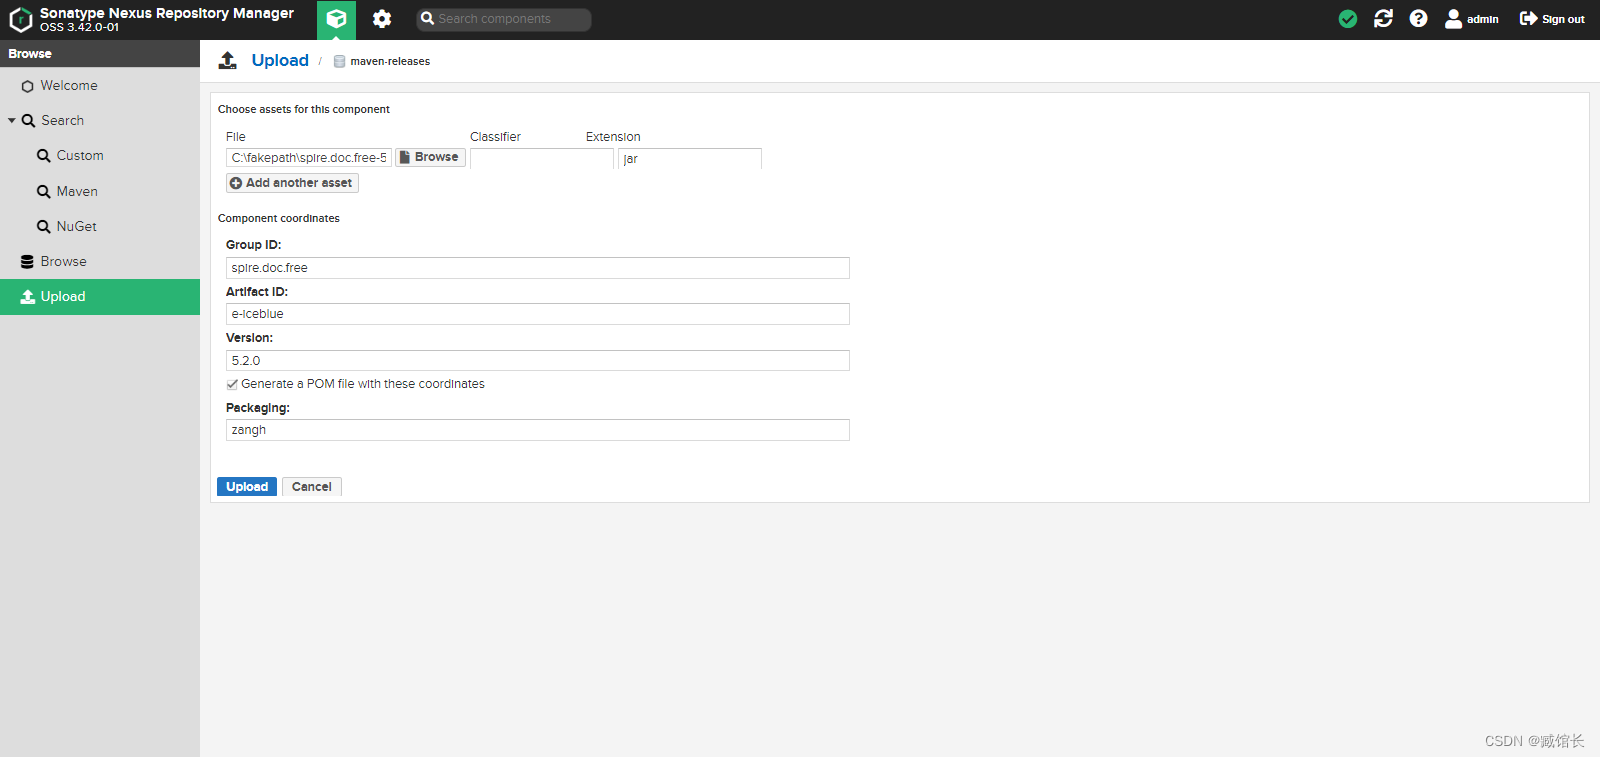 Sonatype Nexus Repository Manager
OSS 3.42.0-01
Search components
admin
Sign out
Browse
Welcome
Search
Custom
Maven
NuGet
Browse
Upload
Upload / maven-releases
Choose assets for this component
File Classifier Extension
C:\fakepath\spire.doc.free-5 Browse jar
Add another asset
Component coordinates
Group ID:
spire.doc.free
Artifact ID:
e-iceblue
Version:
5.2.0
Generate a POM file with these coordinates
Packaging:
zangh
Upload Cancel
CSDN @臧馆长